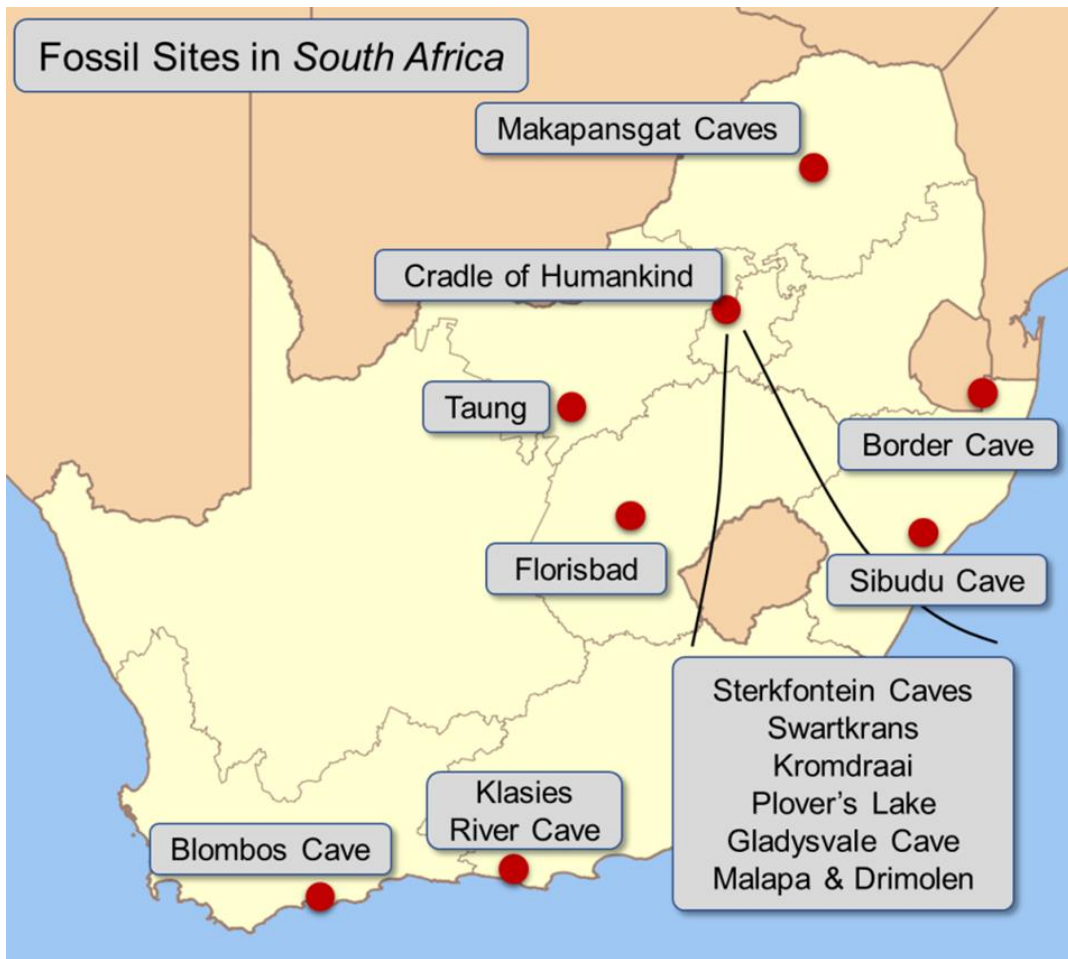 Fossil Sites in South Africa
Makapansgat Caves
Cradle of Humankind
Taung
Border Cave
Florisbad
Sibudu Cave
Sterkfontein Caves
Swartkrans
Kromdraai
Plover’s Lake
Gladysvale Cave
Malapa & Drimolen
Klasies
River Cave
Blombos Cave